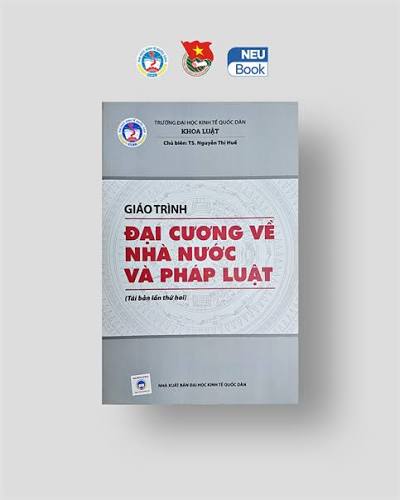 NEU
Book
TRƯỜNG ĐẠI HỌC KINH TẾ QUỐC DÂN
KHOA LUẬT
Chủ biên: TS. Nguyễn Thị Huế
GIÁO TRÌNH
ĐẠI CƯƠNG VỀ
NHÀ NƯỚC
VÀ PHÁP LUẬT
(Tái bản lần thứ hai)
NHÀ XUẤT BẢN ĐẠI HỌC KINH TẾ QUỐC DÂN